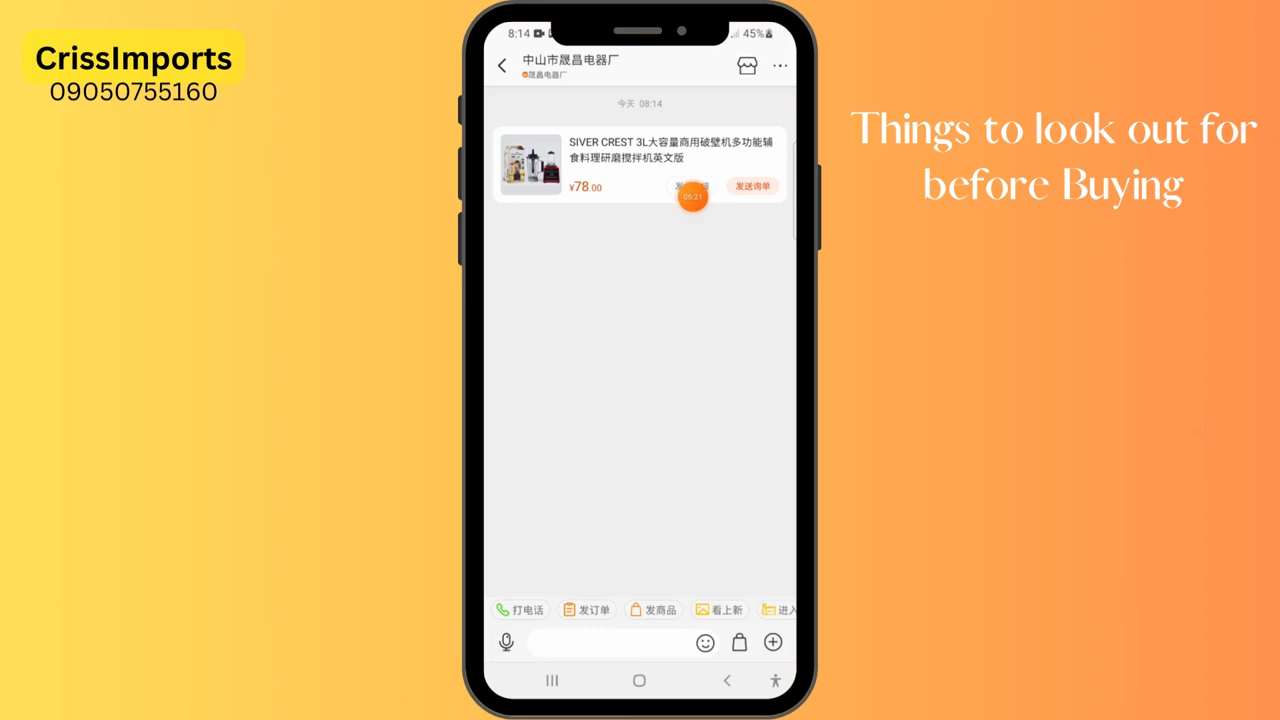 CrissImports
09050755160
Things to look out for
before Buying
8:14
45%
中山市晟昌电器厂
晟昌电器厂
今天 08:14
SIVER CREST 3L大容量商用破壁机多功能辅
食料理研磨搅拌机英文版
¥78.00
发
发送询单
06:21
打电话
发订单
发商品
看上新
进入